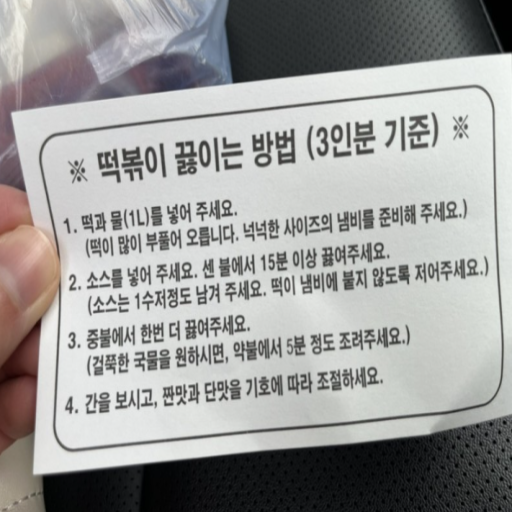 ※ 떡볶이 끓이는 방법 (3인분 기준) ※
1. 떡과 물(1L)를 넣어 주세요.
(떡이 많이 부풀어 오릅니다. 넉넉한 사이즈의 냄비를 준비해 주세요.)
2. 소스를 넣어 주세요. 센 불에서 15분 이상 끓여주세요.
(소스는 1수저정도 남겨 주세요. 떡이 냄비에 붙지 않도록 저어주세요.)
3. 중불에서 한번 더 끓여주세요.
(걸쭉한 국물을 원하시면, 약불에서 5분 정도 조려주세요.)
4. 간을 보시고, 짠맛과 단맛을 기호에 따라 조절하세요.